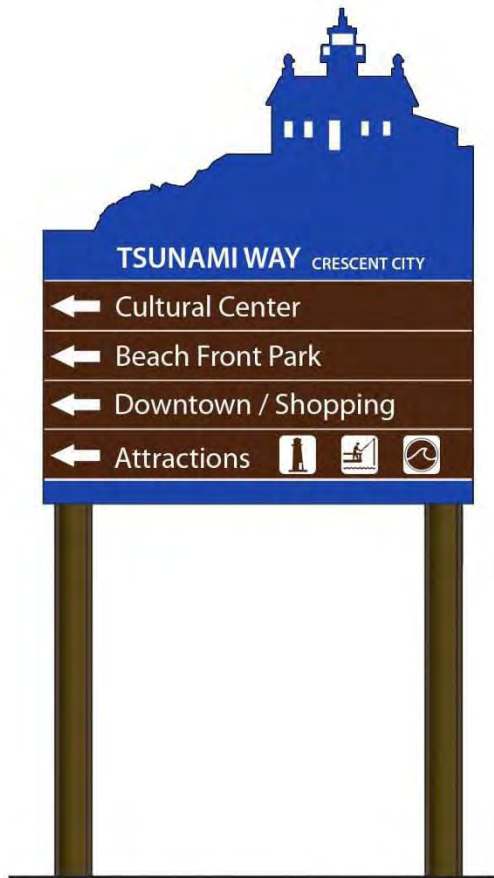 TSUNAMI WAY CRESCENT CITY
Cultural Center
Beach Front Park
Downtown / Shopping
Attractions